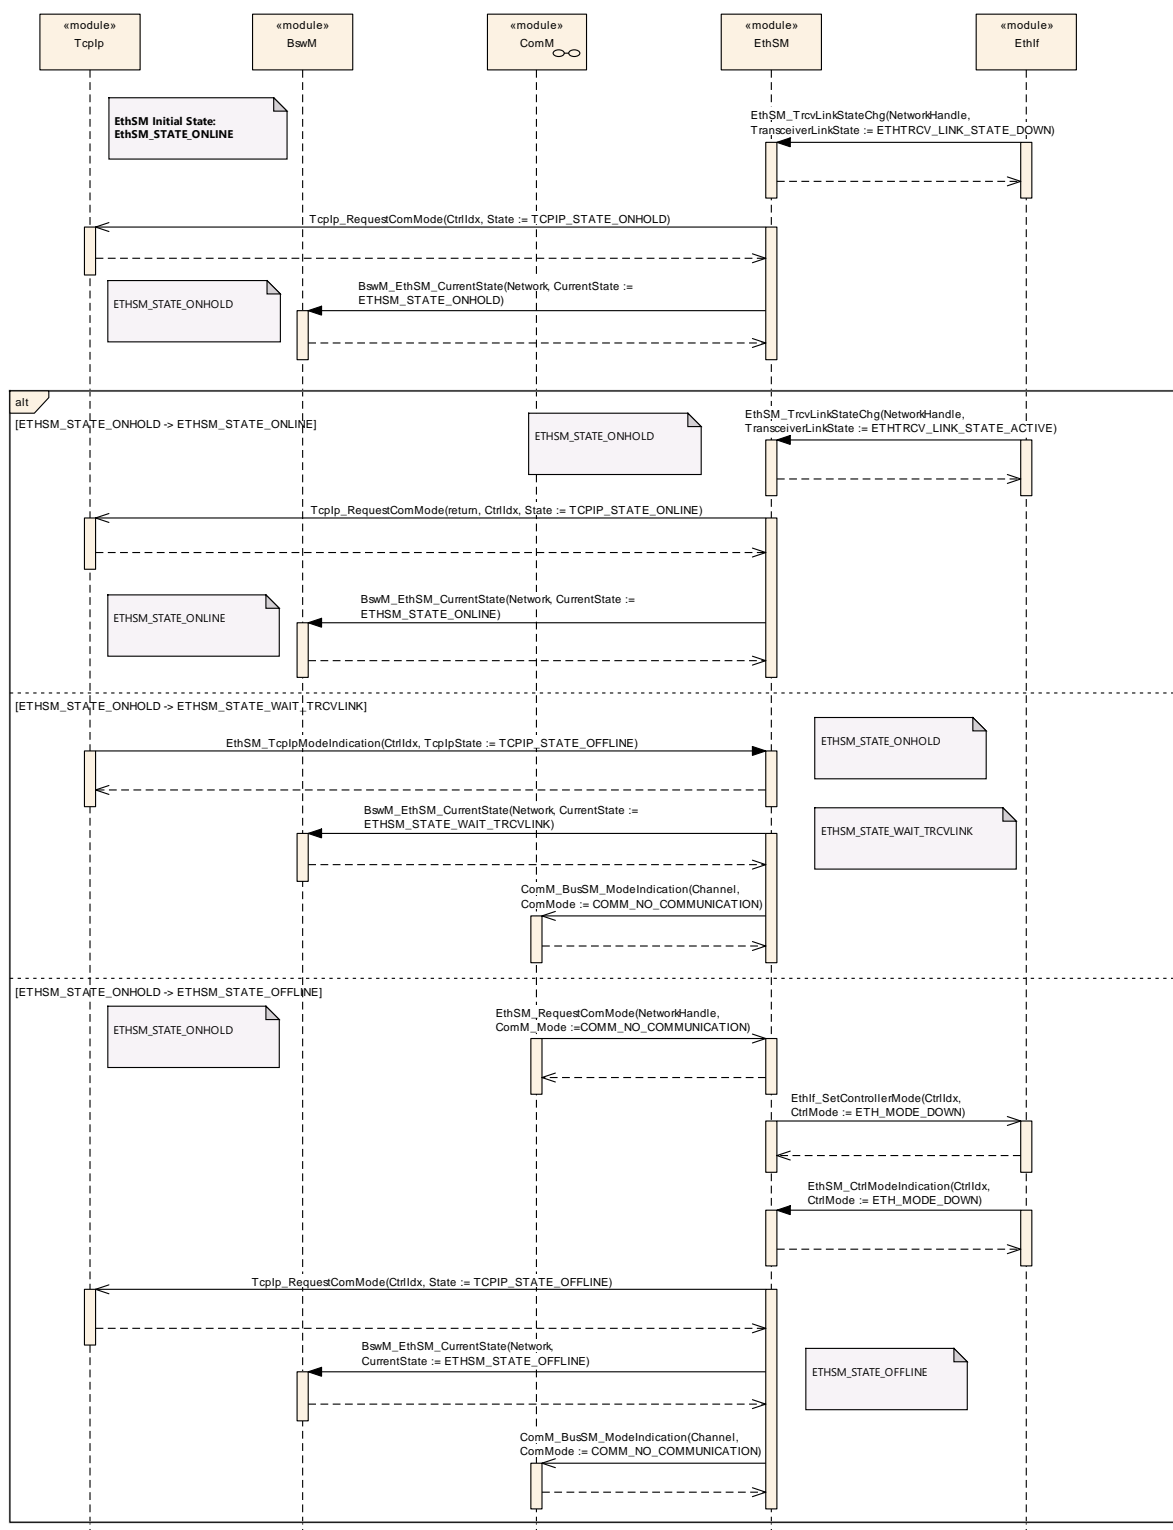 «module»
TcpIp
«module»
BswM
«module»
ComM
«module»
EthSM
«module»
EthIf
EthSM Initial State:
EthSM_STATE_ONLINE
EthSM_TrcvLinkStateChg(NetworkHandle,
TransceiverLinkState := ETHTRCV_LINK_STATE_DOWN)
TcpIp_RequestComMode(CtrlIdx, State := TCPIP_STATE_ONHOLD)
ETHSM_STATE_ONHOLD
BswM_EthSM_CurrentState(Network, CurrentState :=
ETHSM_STATE_ONHOLD)
alt
[ETHSM_STATE_ONHOLD -> ETHSM_STATE_ONLINE]
ETHSM_STATE_ONHOLD
EthSM_TrcvLinkStateChg(NetworkHandle,
TransceiverLinkState := ETHTRCV_LINK_STATE_ACTIVE)
TcpIp_RequestComMode(return, CtrlIdx, State := TCPIP_STATE_ONLINE)
ETHSM_STATE_ONLINE
BswM_EthSM_CurrentState(Network, CurrentState :=
ETHSM_STATE_ONLINE)
[ETHSM_STATE_ONHOLD -> ETHSM_STATE_WAIT_TRCVLINK]
EthSM_TcpIpModeIndication(CtrlIdx, TcpIpState := TCPIP_STATE_OFFLINE)
ETHSM_STATE_ONHOLD
BswM_EthSM_CurrentState(Network, CurrentState :=
ETHSM_STATE_WAIT_TRCVLINK)
ETHSM_STATE_WAIT_TRCVLINK
ComM_BusSM_ModeIndication(Channel,
ComMode := COMM_NO_COMMUNICATION)
[ETHSM_STATE_ONHOLD -> ETHSM_STATE_OFFLINE]
ETHSM_STATE_ONHOLD
EthSM_RequestComMode(NetworkHandle,
ComM_Mode :=COMM_NO_COMMUNICATION)
EthIf_SetControllerMode(CtrlIdx,
CtrlMode := ETH_MODE_DOWN)
EthSM_CtrlModeIndication(CtrlIdx,
CtrlMode := ETH_MODE_DOWN)
TcpIp_RequestComMode(CtrlIdx, State := TCPIP_STATE_OFFLINE)
BswM_EthSM_CurrentState(Network,
CurrentState := ETHSM_STATE_OFFLINE)
ETHSM_STATE_OFFLINE
ComM_BusSM_ModeIndication(Channel,
ComMode := COMM_NO_COMMUNICATION)